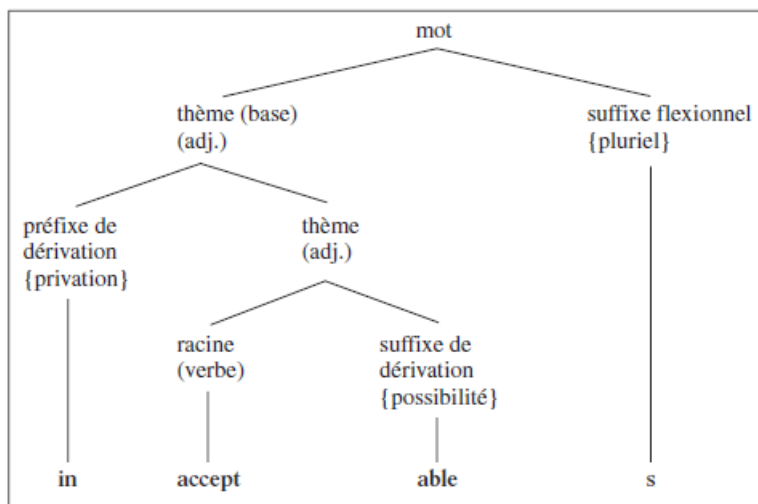 mot
thème (base)
(adj.)
suffixe flexionnel
{pluriel}
préfixe de
dérivation
{privation}
thème
(adj.)
racine
(verbe)
suffixe de
dérivation
{possibilité}
in accept able s